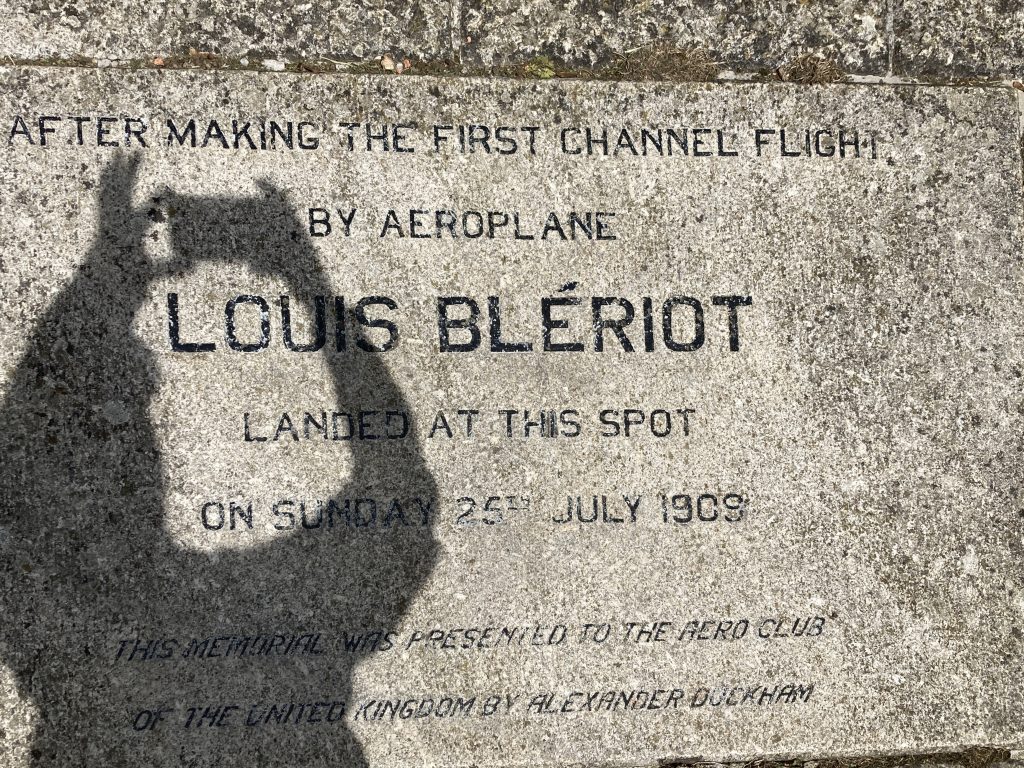 AFTER MAKING THE FIRST CHANNEL FLIGHT
BY AEROPLANE
LOUIS BLÉRIOT
LANDED AT THIS SPOT
ON SUNDAY 25TH JULY 1909
THIS MEMORIAL WAS PRESENTED TO THE AERO CLUB
OF THE UNITED KINGDOM BY ALEXANDER DUCKHAM